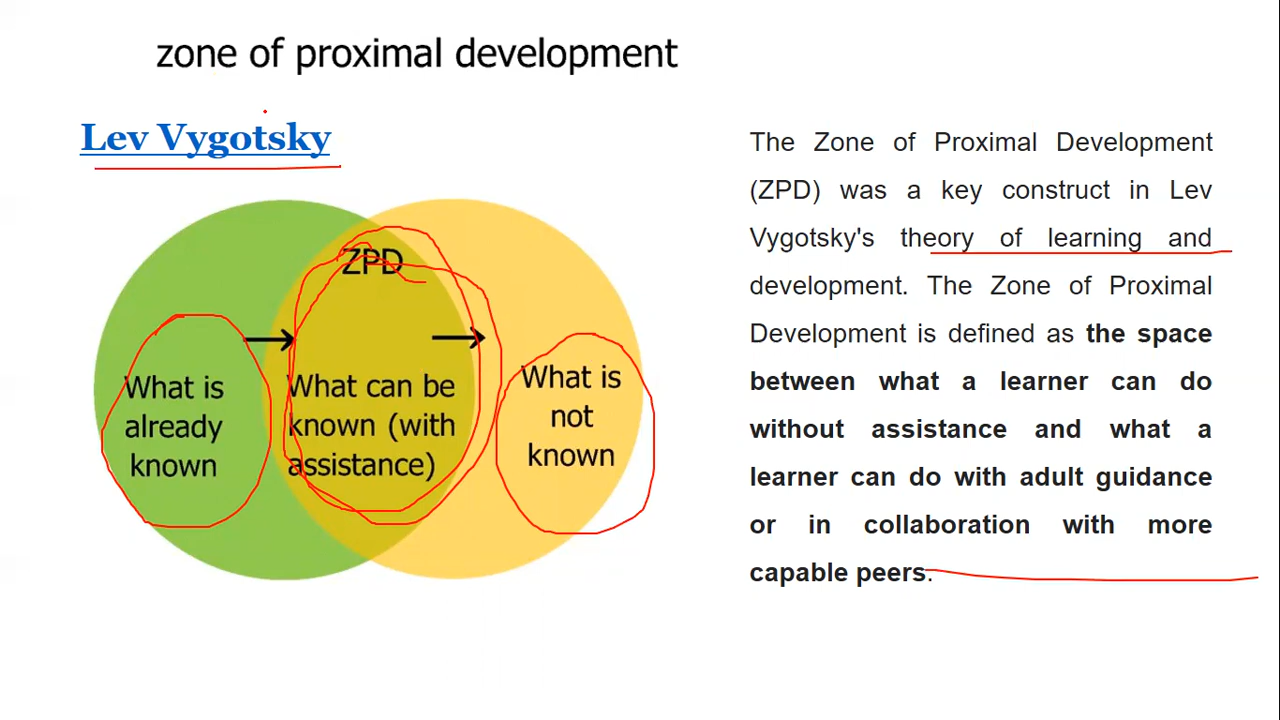 zone of proximal development
Lev Vygotsky
ZPD
What is
already
known
What can be
known (with
assistance)
What is
not
known
The Zone of Proximal Development
(ZPD) was a key construct in Lev
Vygotsky's theory of learning and
development. The Zone of Proximal
Development is defined as the space
between what a learner can do
without assistance and what a
learner can do with adult guidance
or in collaboration with more
capable peers.